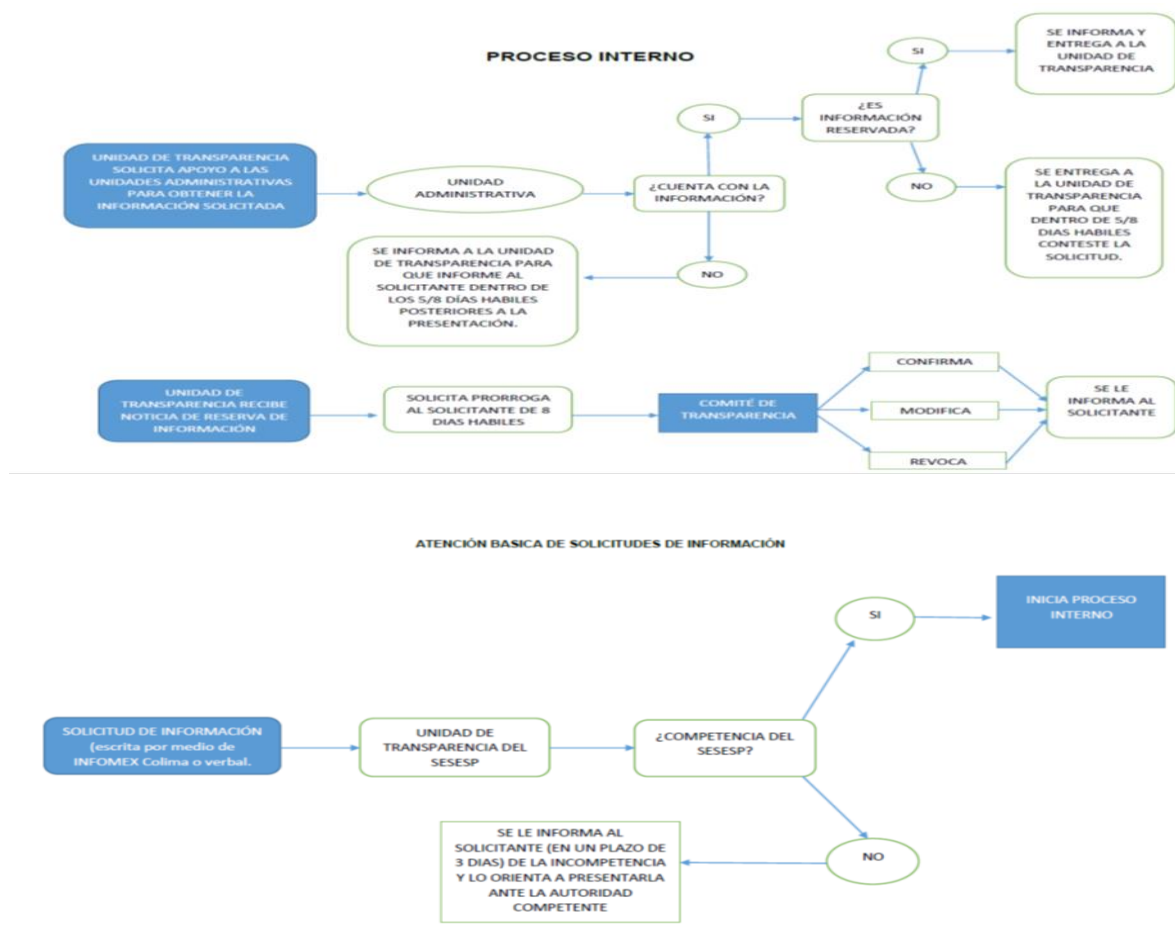 PROCESO INTERNO
SI
SE INFORMA Y
ENTREGA A LA
UNIDAD DE
TRANSPARENCIA
¿ES
INFORMACIÓN
RESERVADA?
SI
UNIDAD DE TRANSPARENCIA
SOLICITA APOYO A LAS
UNIDADES ADMINISTRATIVAS
PARA OBTENER LA
INFORMACIÓN SOLICITADA
UNIDAD
ADMINISTRATIVA
¿CUENTA CON LA
INFORMACIÓN?
NO
SE ENTREGA A
LA UNIDAD DE
TRANSPARENCIA
PARA QUE
DENTRO DE 5/8
DIAS HABILES
CONTESTE LA
SOLICITUD.
SE INFORMA A LA UNIDAD
DE TRANSPARENCIA PARA
QUE INFORME AL
SOLICITANTE DENTRO DE
LOS 5/8 DÍAS HABILES
POSTERIORES A LA
PRESENTACIÓN.
NO
UNIDAD DE
TRANSPARENCIA RECIBE
NOTICIA DE RESERVA DE
INFORMACIÓN
SOLICITA PRORROGA
AL SOLICITANTE DE 8
DIAS HABILES
COMITÉ DE
TRANSPARENCIA
CONFIRMA
MODIFICA
REVOCA
SE LE
INFORMA AL
SOLICITANTE
ATENCIÓN BASICA DE SOLICITUDES DE INFORMACIÓN
SI
INICIA PROCESO
INTERNO
SOLICITUD DE INFORMACIÓN
(escrita por medio de
INFOMEX Colima o verbal.
UNIDAD DE
TRANSPARENCIA DEL
SESESP
¿COMPETENCIA DEL
SESESP?
SE LE INFORMA AL
SOLICITANTE (EN UN PLAZO DE
3 DIAS) DE LA INCOMPETENCIA
Y LO ORIENTA A PRESENTARLA
ANTE LA AUTORIDAD
COMPETENTE
NO